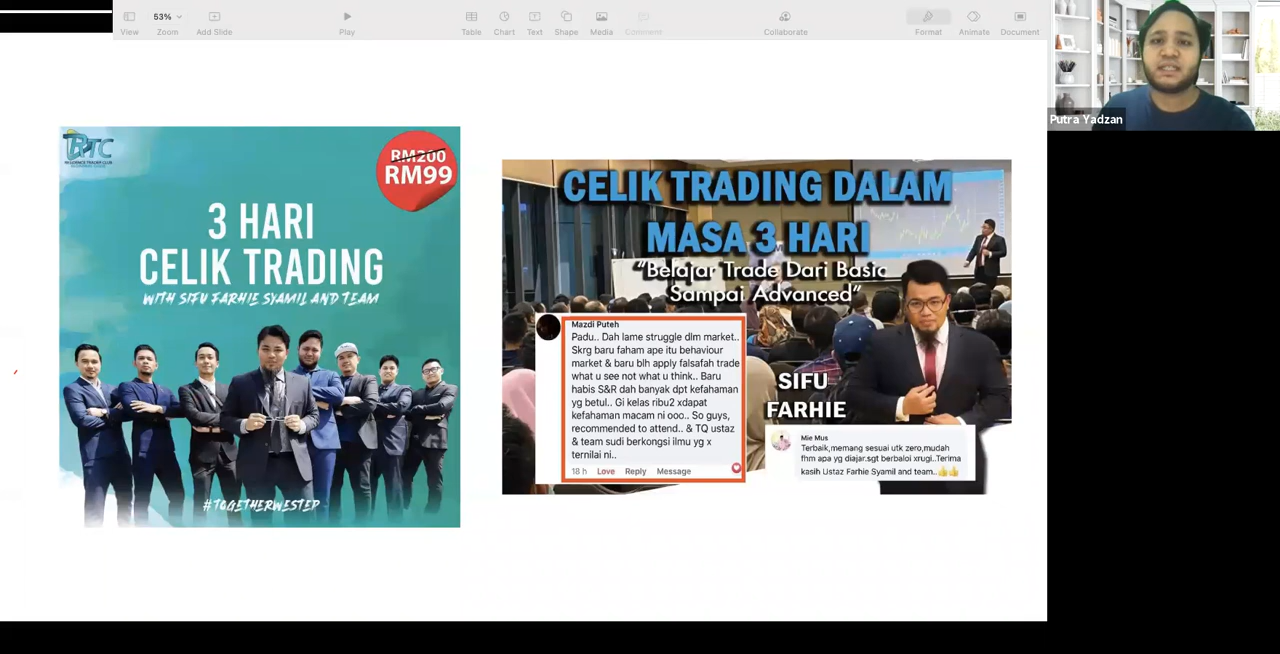 53%
View
Zoom
Add Slide
Play
Table
Chart
Text
Shape
Media
Comment
Collaborate
Format
Animate
Document
Putra Yadzan
RTC
RM200
RM99
3 HARI
CELIK TRADING
WITH SIFU FARHIE SYAMIL AND TEAM
#TOGETHERWESTEP
CELIK TRADING DALAM
MASA 3 HARI
“Belajar Trade Dari Basic
Sampai Advanced”
Mazdi Puteh
Padu.. Dah lame struggle dlm market..
Skrg baru faham ape itu behaviour
market & baru blh apply falsafah trade
what u see not what u think.. Baru
habis S&R dah banyak dpt kefahaman
yg betul.. Gi kelas ribu2 xdapat
kefahaman macam ni ooo.. So guys,
recommended to attend.. & TQ ustaz
& team sudi berkongsi ilmu yg x
ternilai ni..
18 h Love Reply Message
SIFU
FARHIE
Mie Mus
Terbaik,memang sesuai utk zero,mudah
fhm apa yg diajar.sgt berbaloi xrugi..Terima
kasih Ustaz Farhie Syamil and team..👍👍